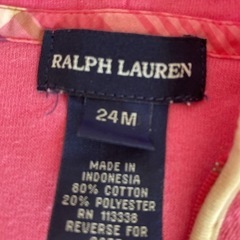 RALPH LAUREN
24M
MADE IN
INDONESIA
80% COTTON
20% POLYESTER
RN 113338
REVERSE FOR